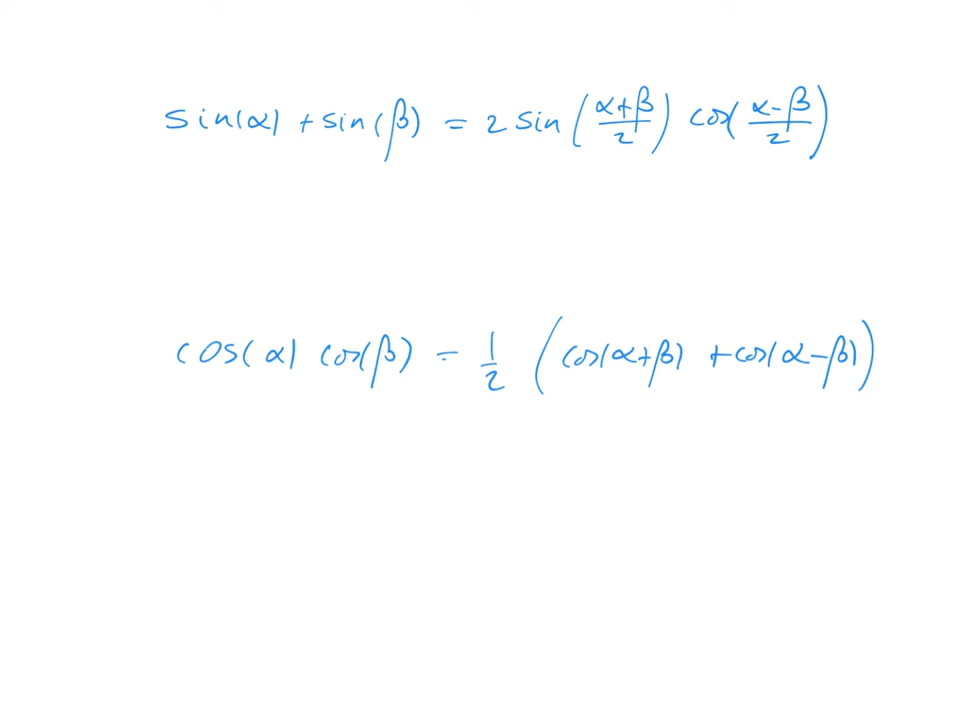 sin(α) + sin(β) = 2 sin((α+β)/2) cos((α-β)/2)
cos(α) cos(β) = 1/2 (cos(α+β) + cos(α-β))